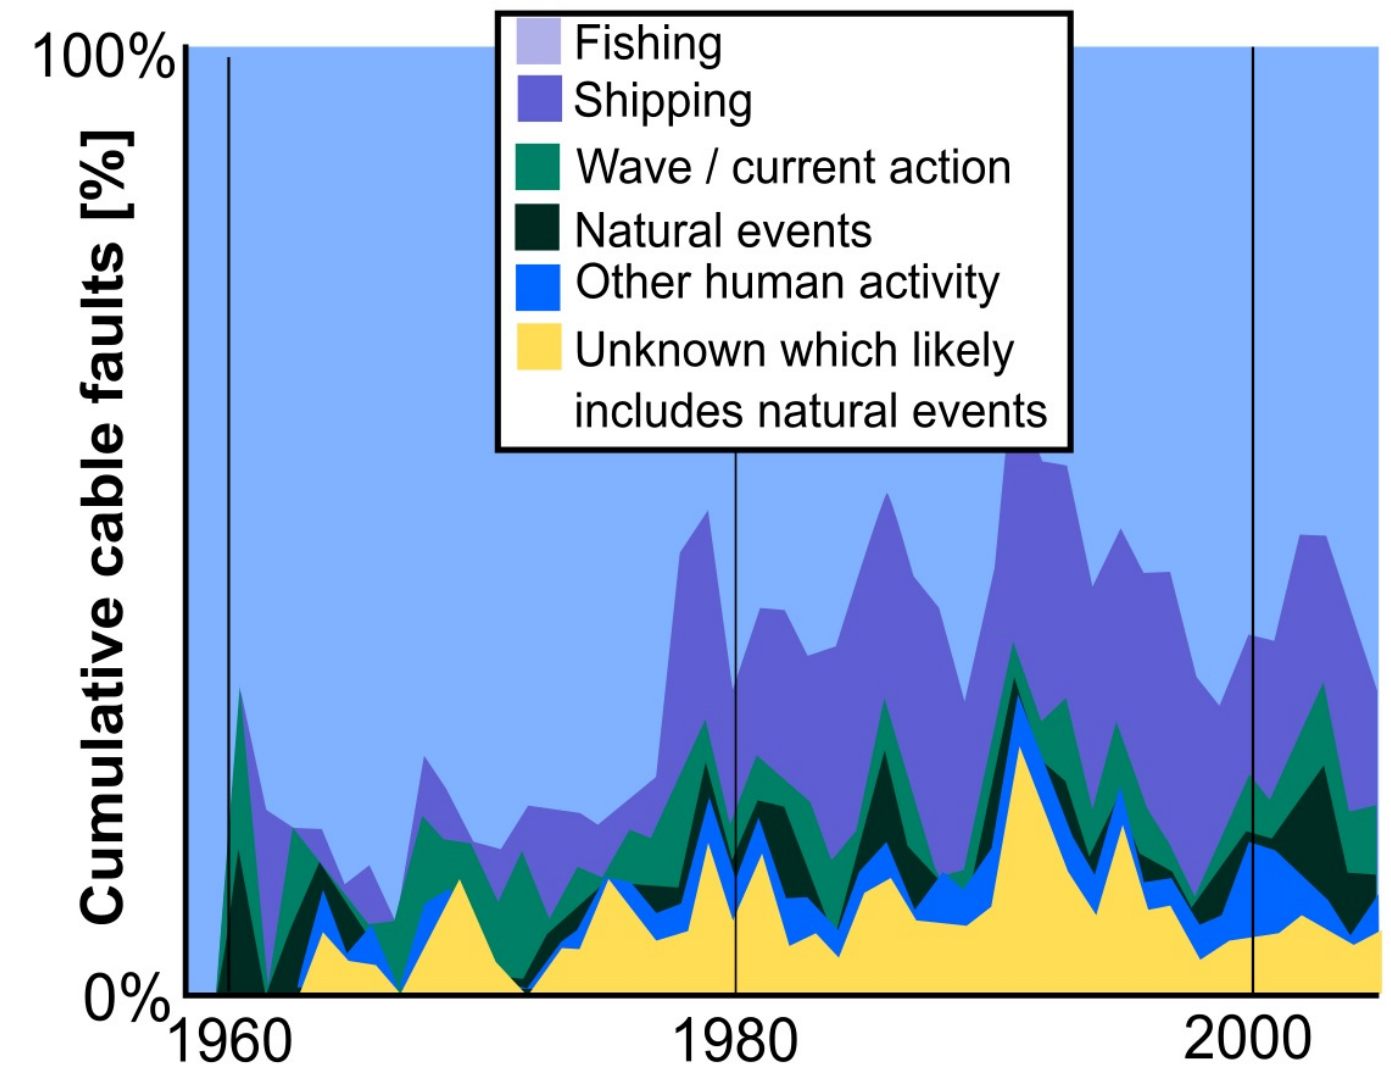 100%
Fishing
Shipping
Wave / current action
Natural events
Other human activity
Unknown which likely
includes natural events
Cumulative cable faults [%]
0%
1960
1980
2000